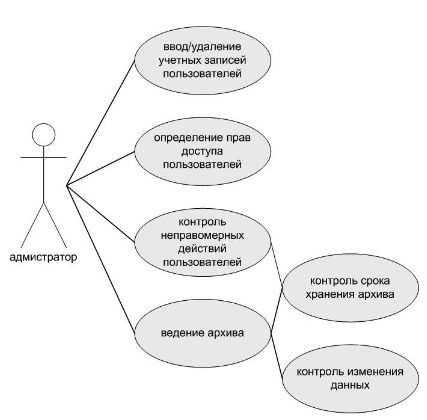 ввод/удаление
учетных записей
пользователей
определение прав
доступа
пользователей
адмистратор
контроль
неправомерных
действий
пользователей
контроль срока
хранения архива
ведение архива
контроль изменения
данных